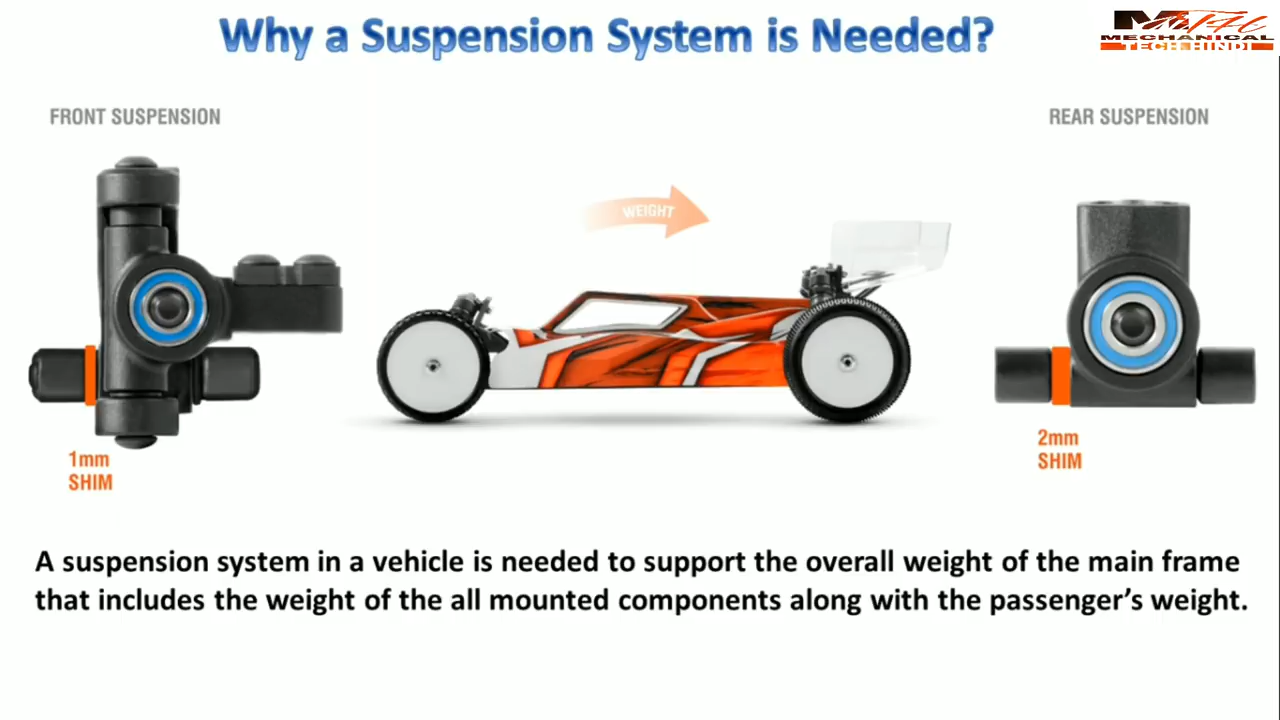 Why a Suspension System is Needed?
MECHANICAL
TECH HINDI
FRONT SUSPENSION
REAR SUSPENSION
WEIGHT
1mm
SHIM
2mm
SHIM
A suspension system in a vehicle is needed to support the overall weight of the main frame
that includes the weight of the all mounted components along with the passenger’s weight.